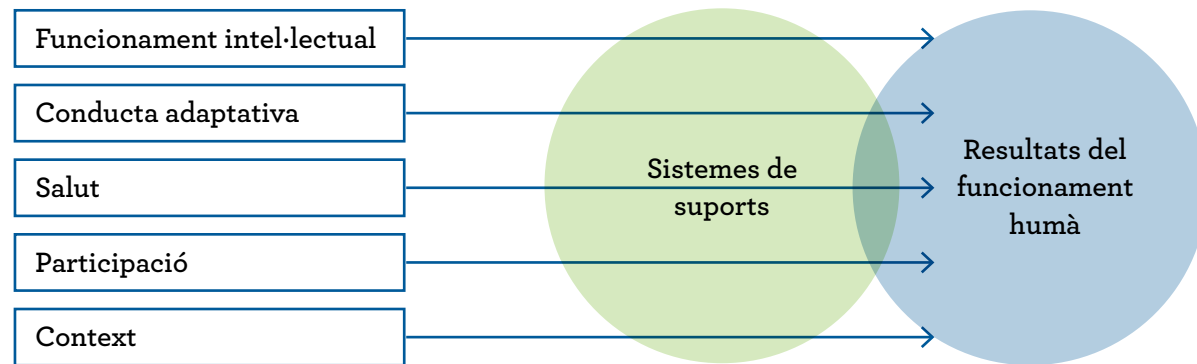 Funcionament intel·lectual
Conducta adaptativa
Salut
Participació
Context
Sistemes de
suports
Resultats del
funcionament
humà